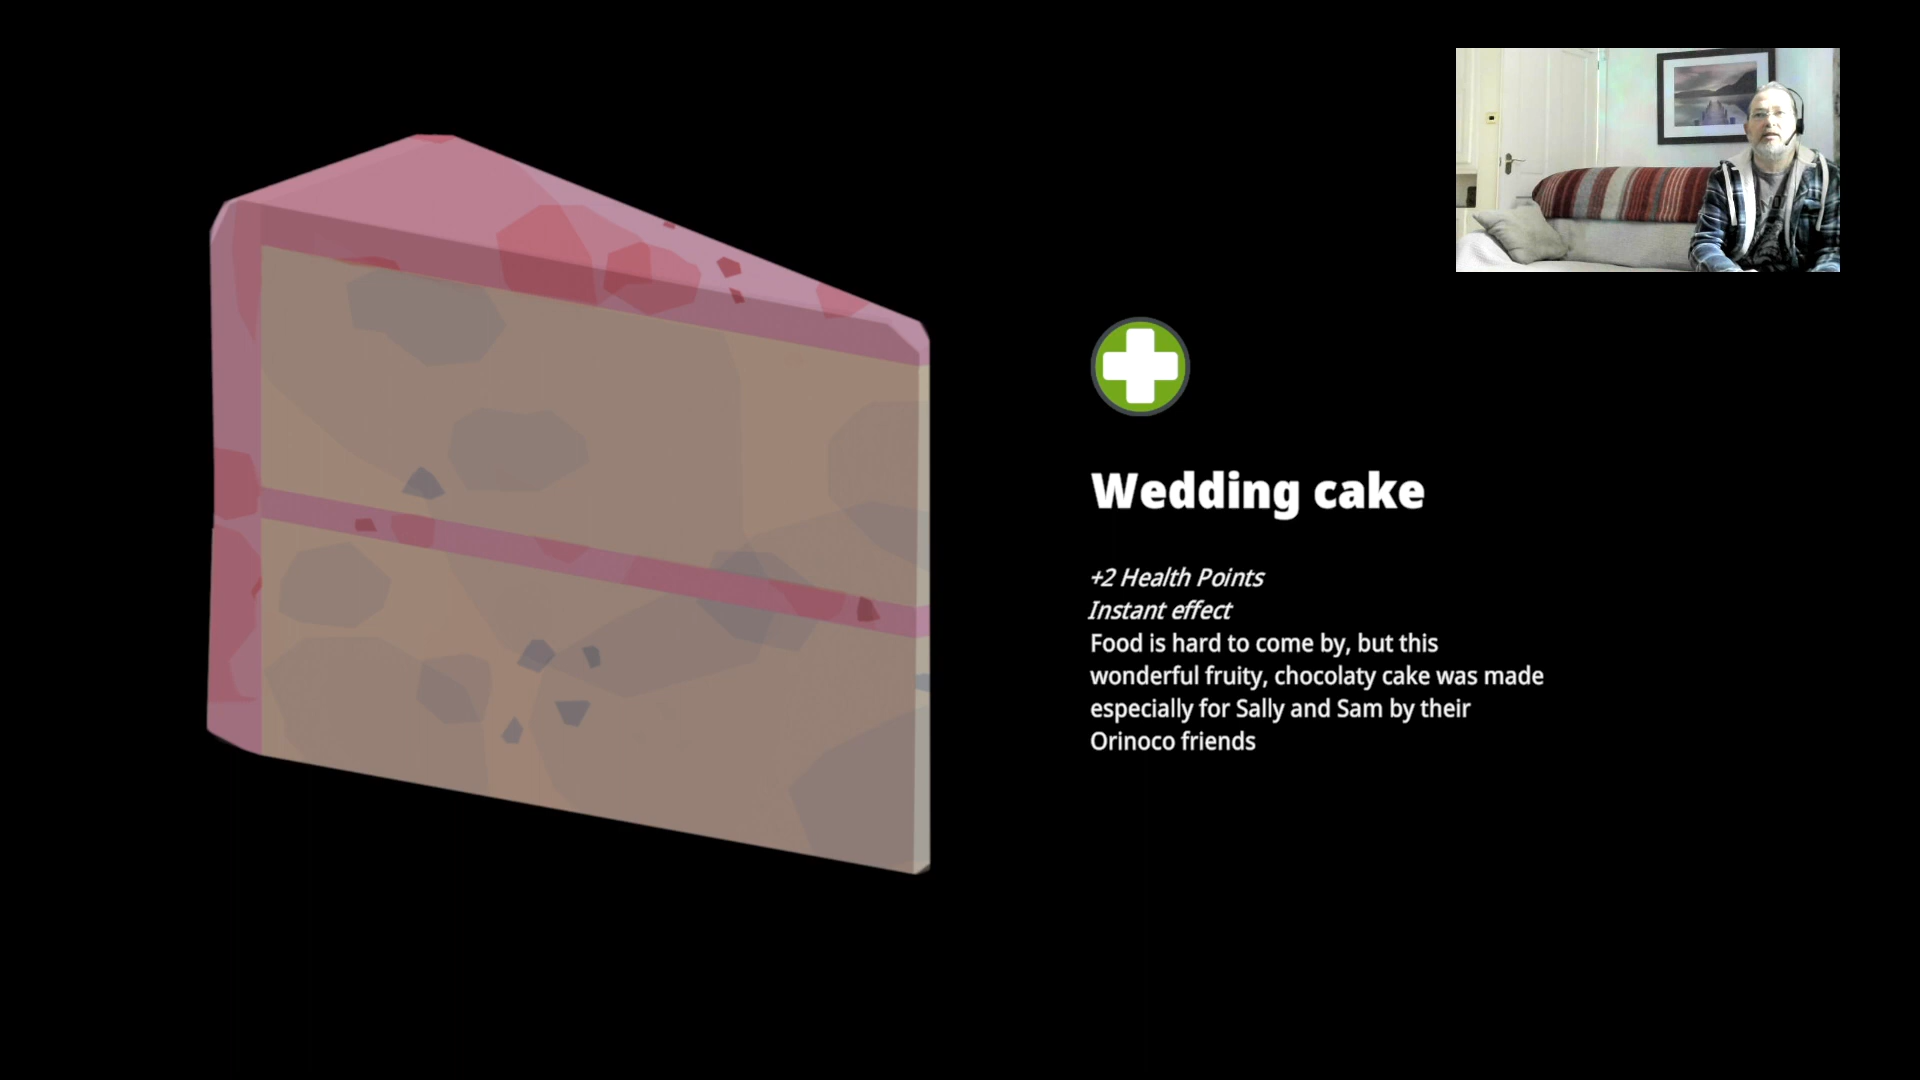 Wedding cake
+2 Health Points
Instant effect
Food is hard to come by, but this
wonderful fruity, chocolaty cake was made
especially for Sally and Sam by their
Orinoco friends